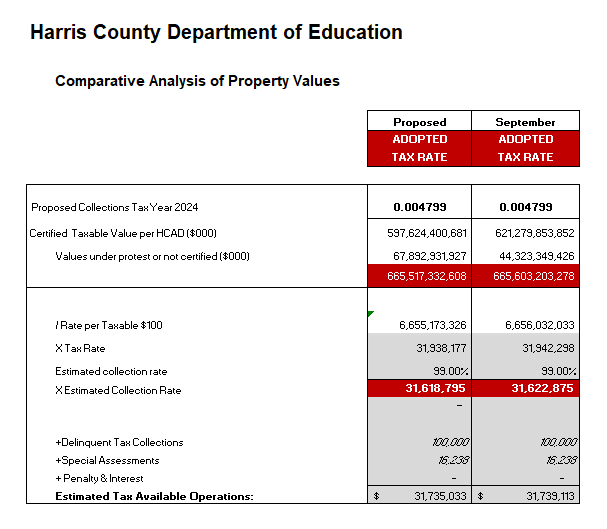 Harris County Department of Education
Comparative Analysis of Property Values
Proposed September
ADOPTED ADOPTED
TAX RATE TAX RATE
Proposed Collections Tax Year 2024 0.004799 0.004799
Certified Taxable Value per HCAD ($000) 597,624,400,681 621,279,853,852
Values under protest or not certified ($000) 67,892,931,927 44,323,349,426
665,517,332,608 665,603,203,278
/ Rate per Taxable $100 6,655,173,326 6,656,032,033
X Tax Rate 31,938,177 31,942,298
Estimated collection rate 99.00% 99.00%
X Estimated Collection Rate 31,618,795 31,622,875
-
+Delinquent Tax Collections 100,000 100,000
+Special Assessments 16,238 16,238
+ Penalty & Interest - -
Estimated Tax Available Operations: $ 31,735,033 $ 31,739,113